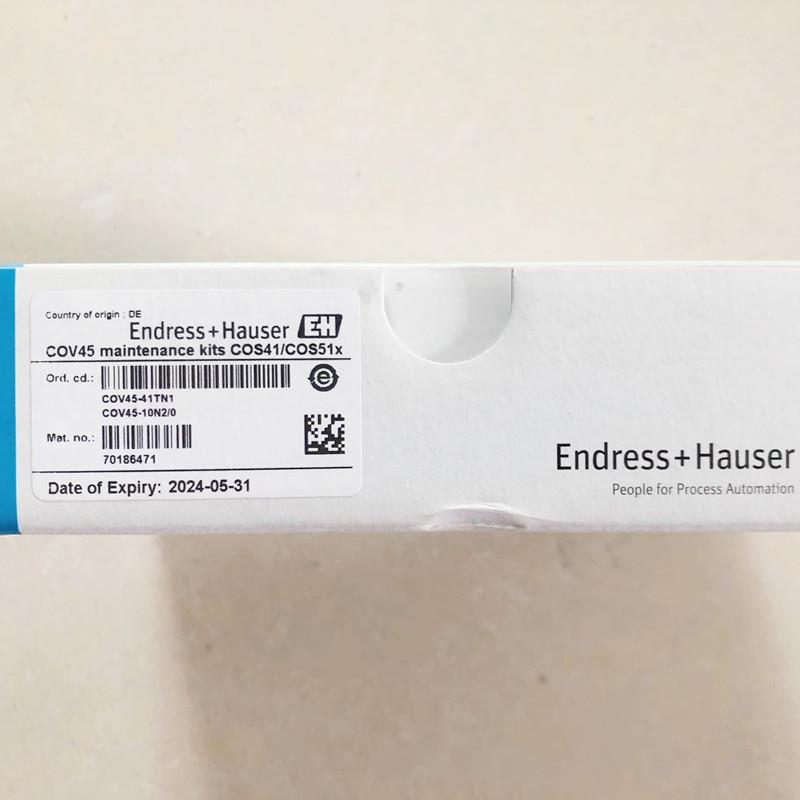 Country of origin : DE
Endress+Hauser EH
COV45 maintenance kits COS41/COS51x
Ord. cd.:
COV45-41TN1
COV45-10N2/0
Mat. no.:
70186471
Date of Expiry: 2024-05-31
Endress+Hauser
People for Process Automation